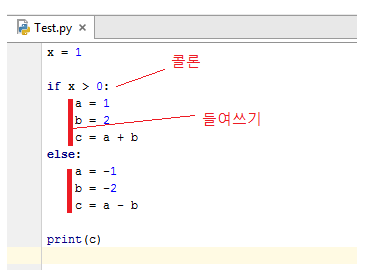 Test.py
x = 1
if x > 0:
콜론
a = 1
b = 2
들여쓰기
c = a + b
else:
a = -1
b = -2
c = a - b
print(c)